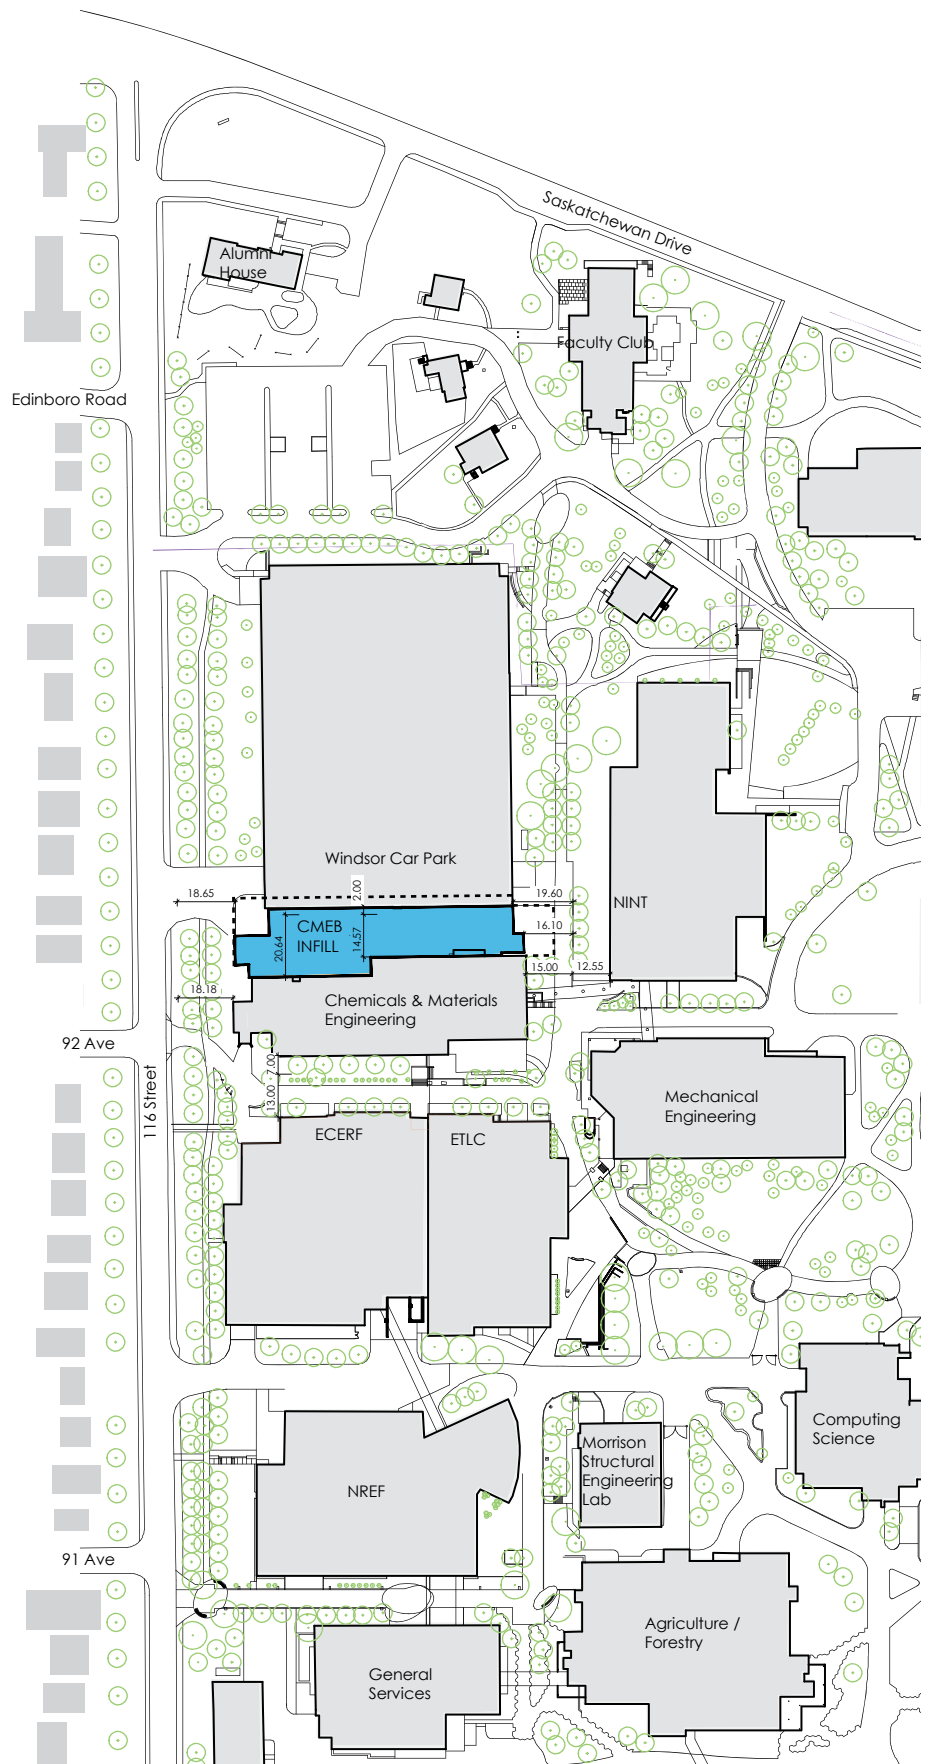 Saskatchewan Drive
Alumni
House
Faculty Club
Edinboro Road
Windsor Car Park
18.65
2.00
19.60
NINT
CMEB
INFILL
20.64
14.57
16.10
15.00
12.55
18.18
Chemicals & Materials
Engineering
92 Ave
7.00
13.00
116 Street
Mechanical
Engineering
ECERF
ETLC
Computing
Science
Morrison
Structural
Engineering
Lab
NREF
91 Ave
Agriculture /
Forestry
General
Services